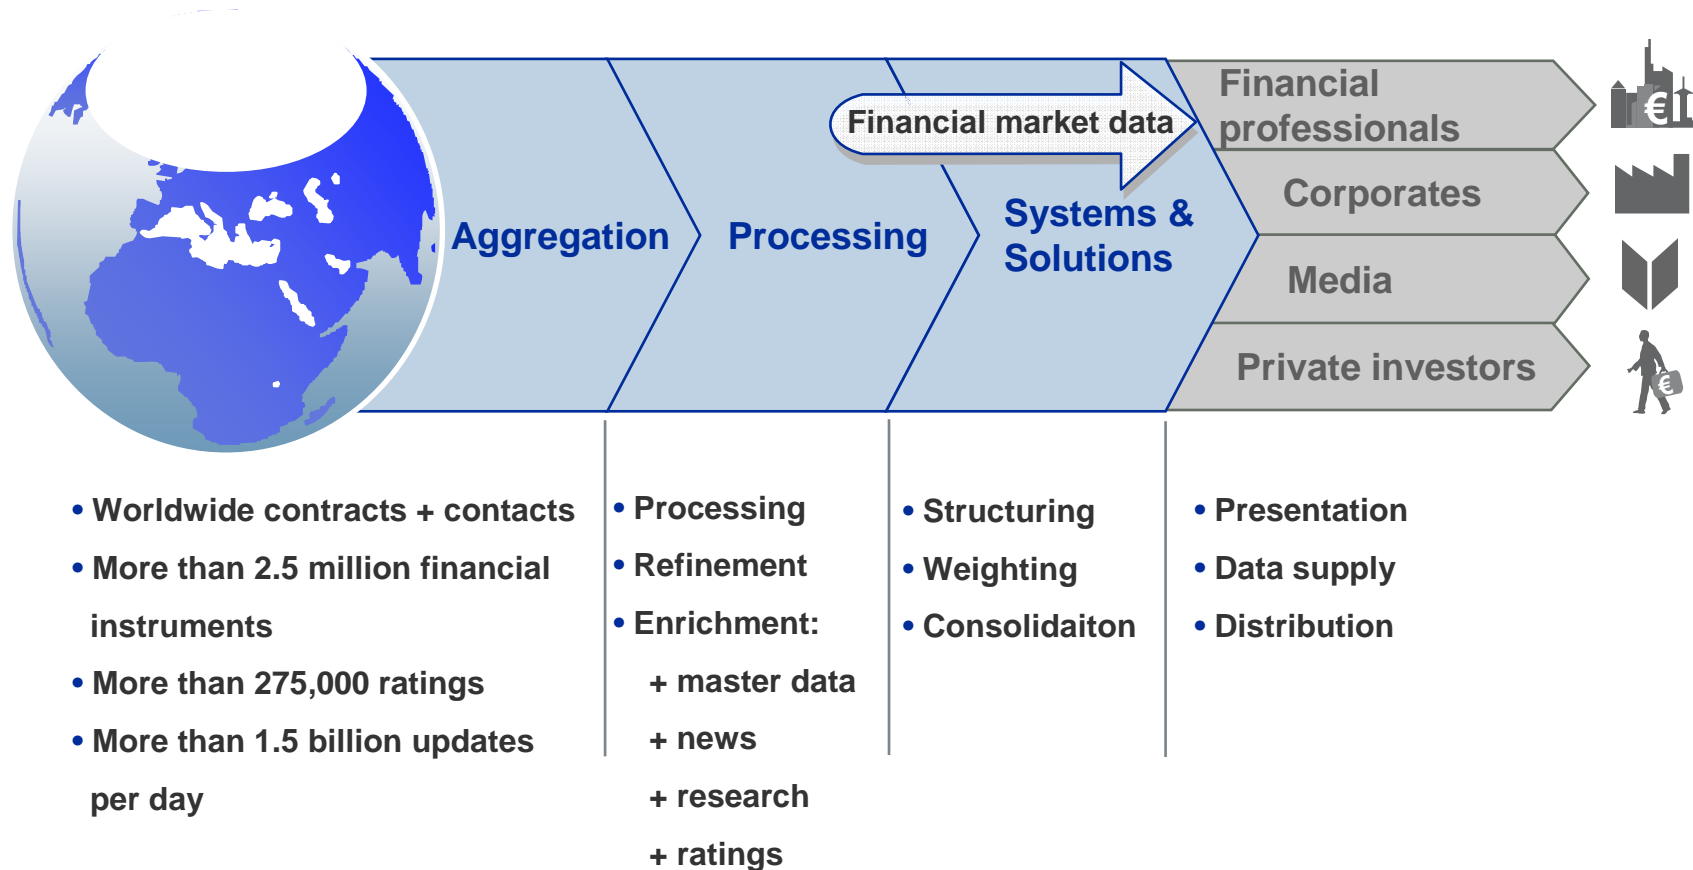 Financial
professionals
€
Financial market data
Corporates
Systems &
Solutions
Aggregation
Processing
Media
Private investors
€
• Worldwide contracts + contacts
• More than 2.5 million financial
instruments
• More than 275,000 ratings
• More than 1.5 billion updates
per day
• Processing
• Refinement
• Enrichment:
+ master data
+ news
+ research
+ ratings
• Structuring
• Weighting
• Consolidaiton
• Presentation
• Data supply
• Distribution